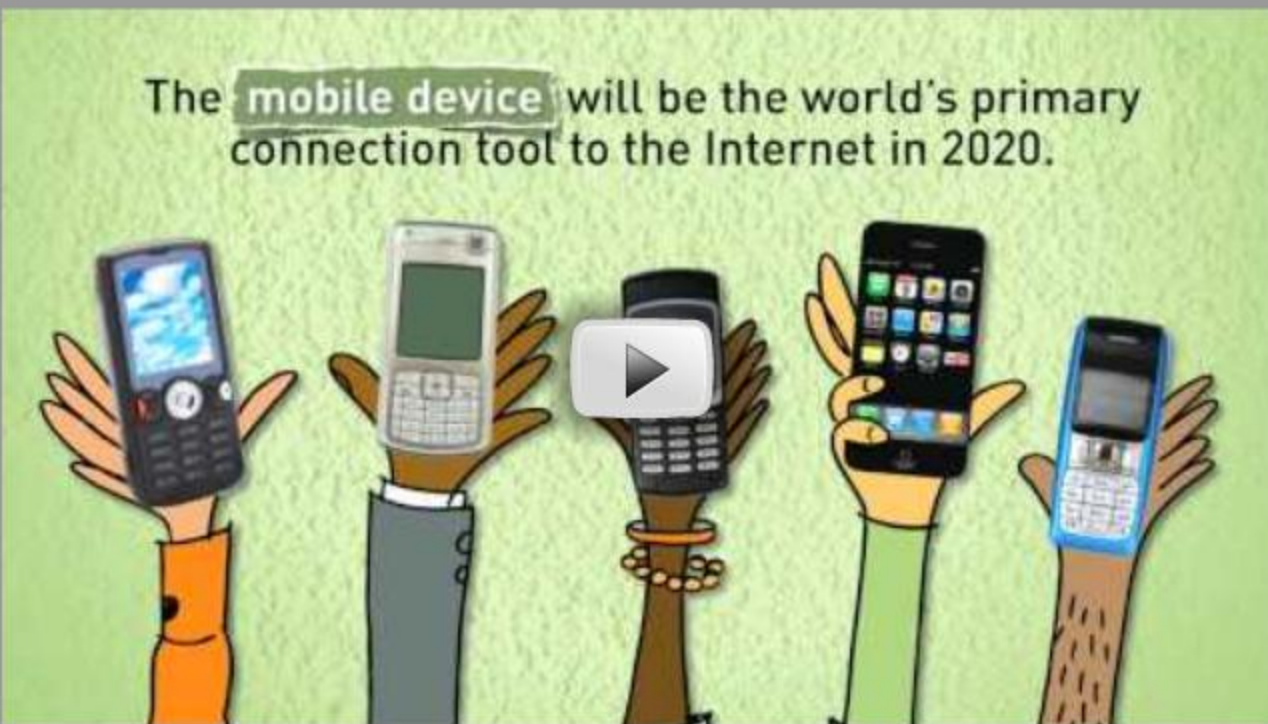 The mobile device will be the world's primary
connection tool to the Internet in 2020.